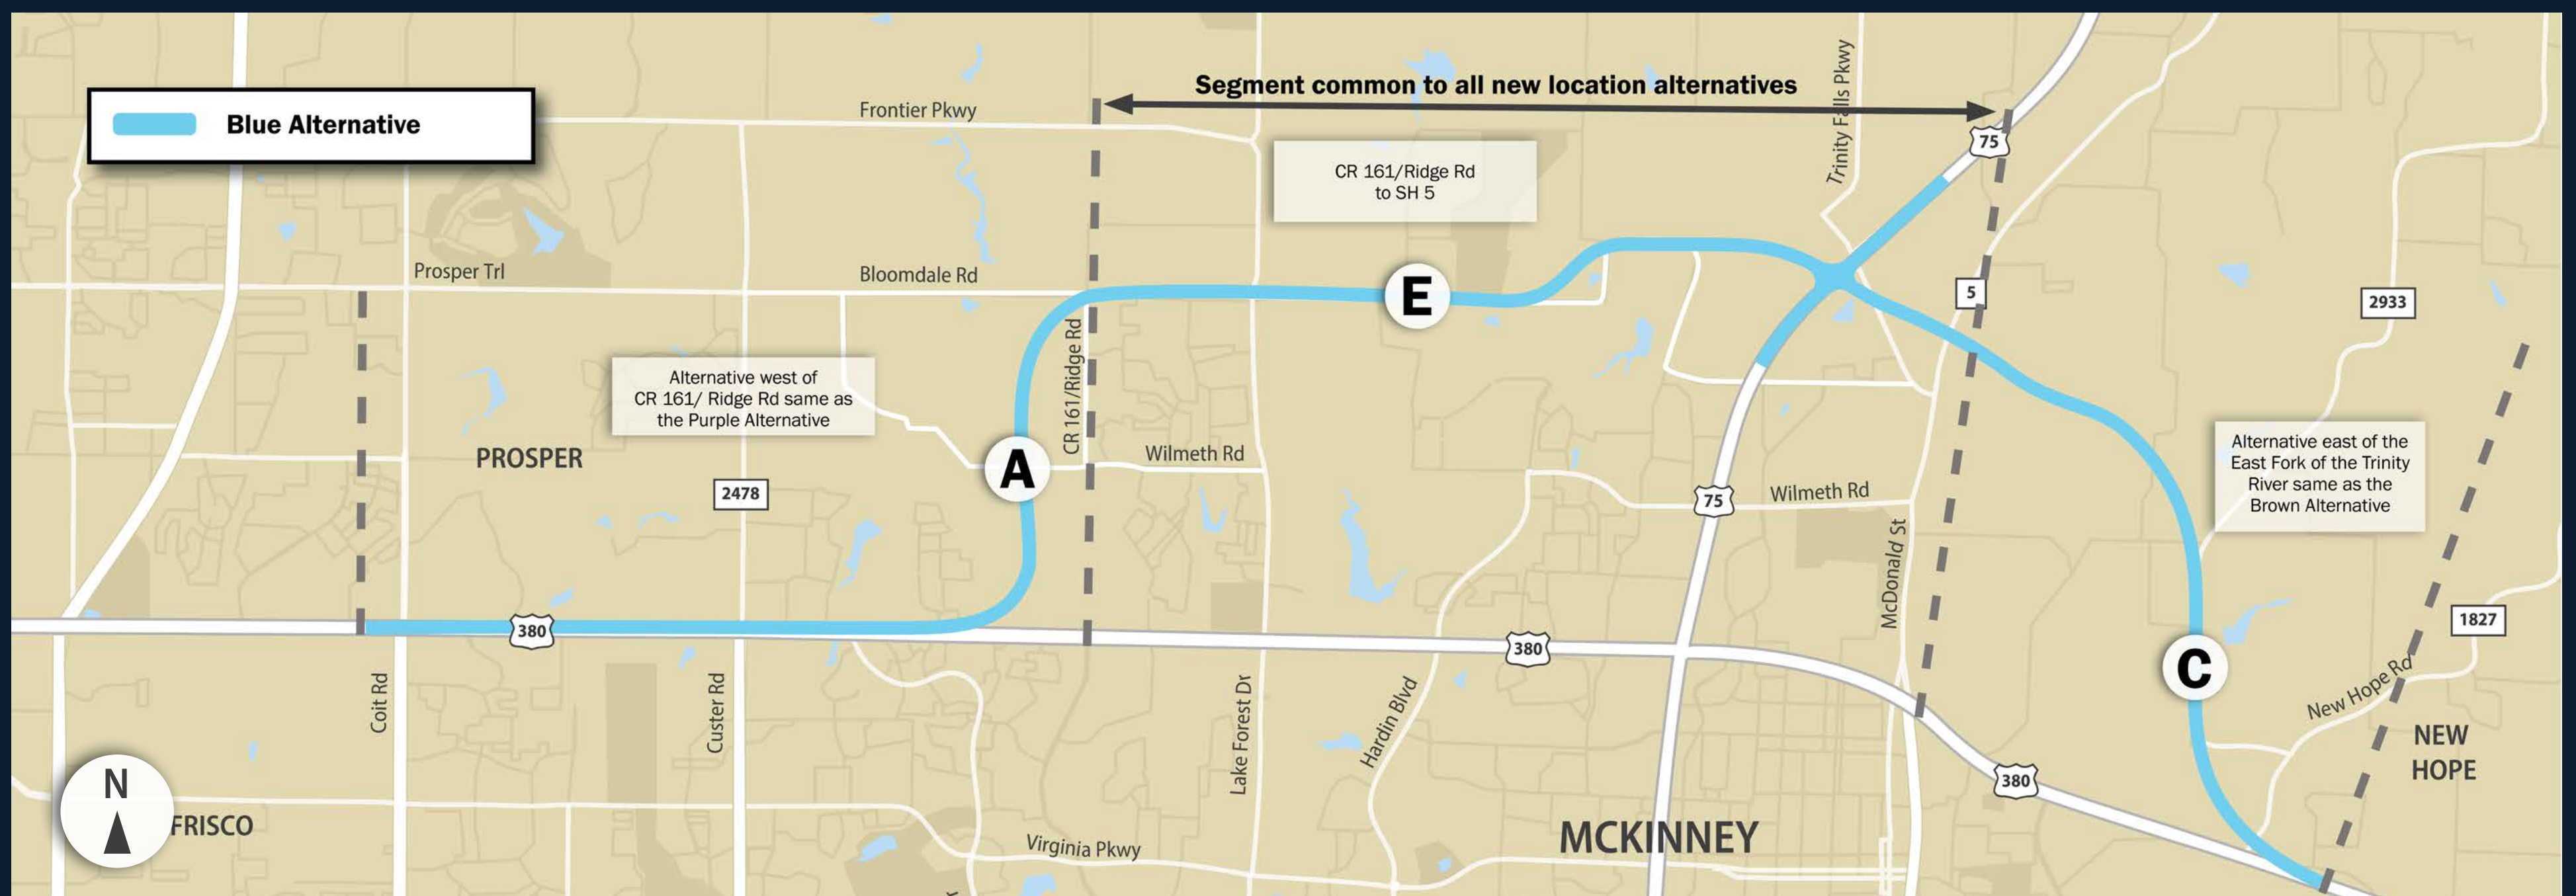 Segment common to all new location alternatives
Blue Alternative
Frontier Pkwy
Trinity Falls Pkwy
75
CR 161/Ridge Rd
to SH 5
Prosper Trl
Bloomdale Rd
E
5
2933
CR 161/Ridge Rd
Alternative west of
CR 161/ Ridge Rd same as
the Purple Alternative
PROSPER
2478
A
Wilmeth Rd
75
Wilmeth Rd
McDonald St
Alternative east of the
East Fork of the Trinity
River same as the
Brown Alternative
1827
380
380
C
New Hope Rd
NEW
HOPE
Coit Rd
Custer Rd
Lake Forest Dr
Hardin Blvd
380
N
FRISCO
Virginia Pkwy
MCKINNEY